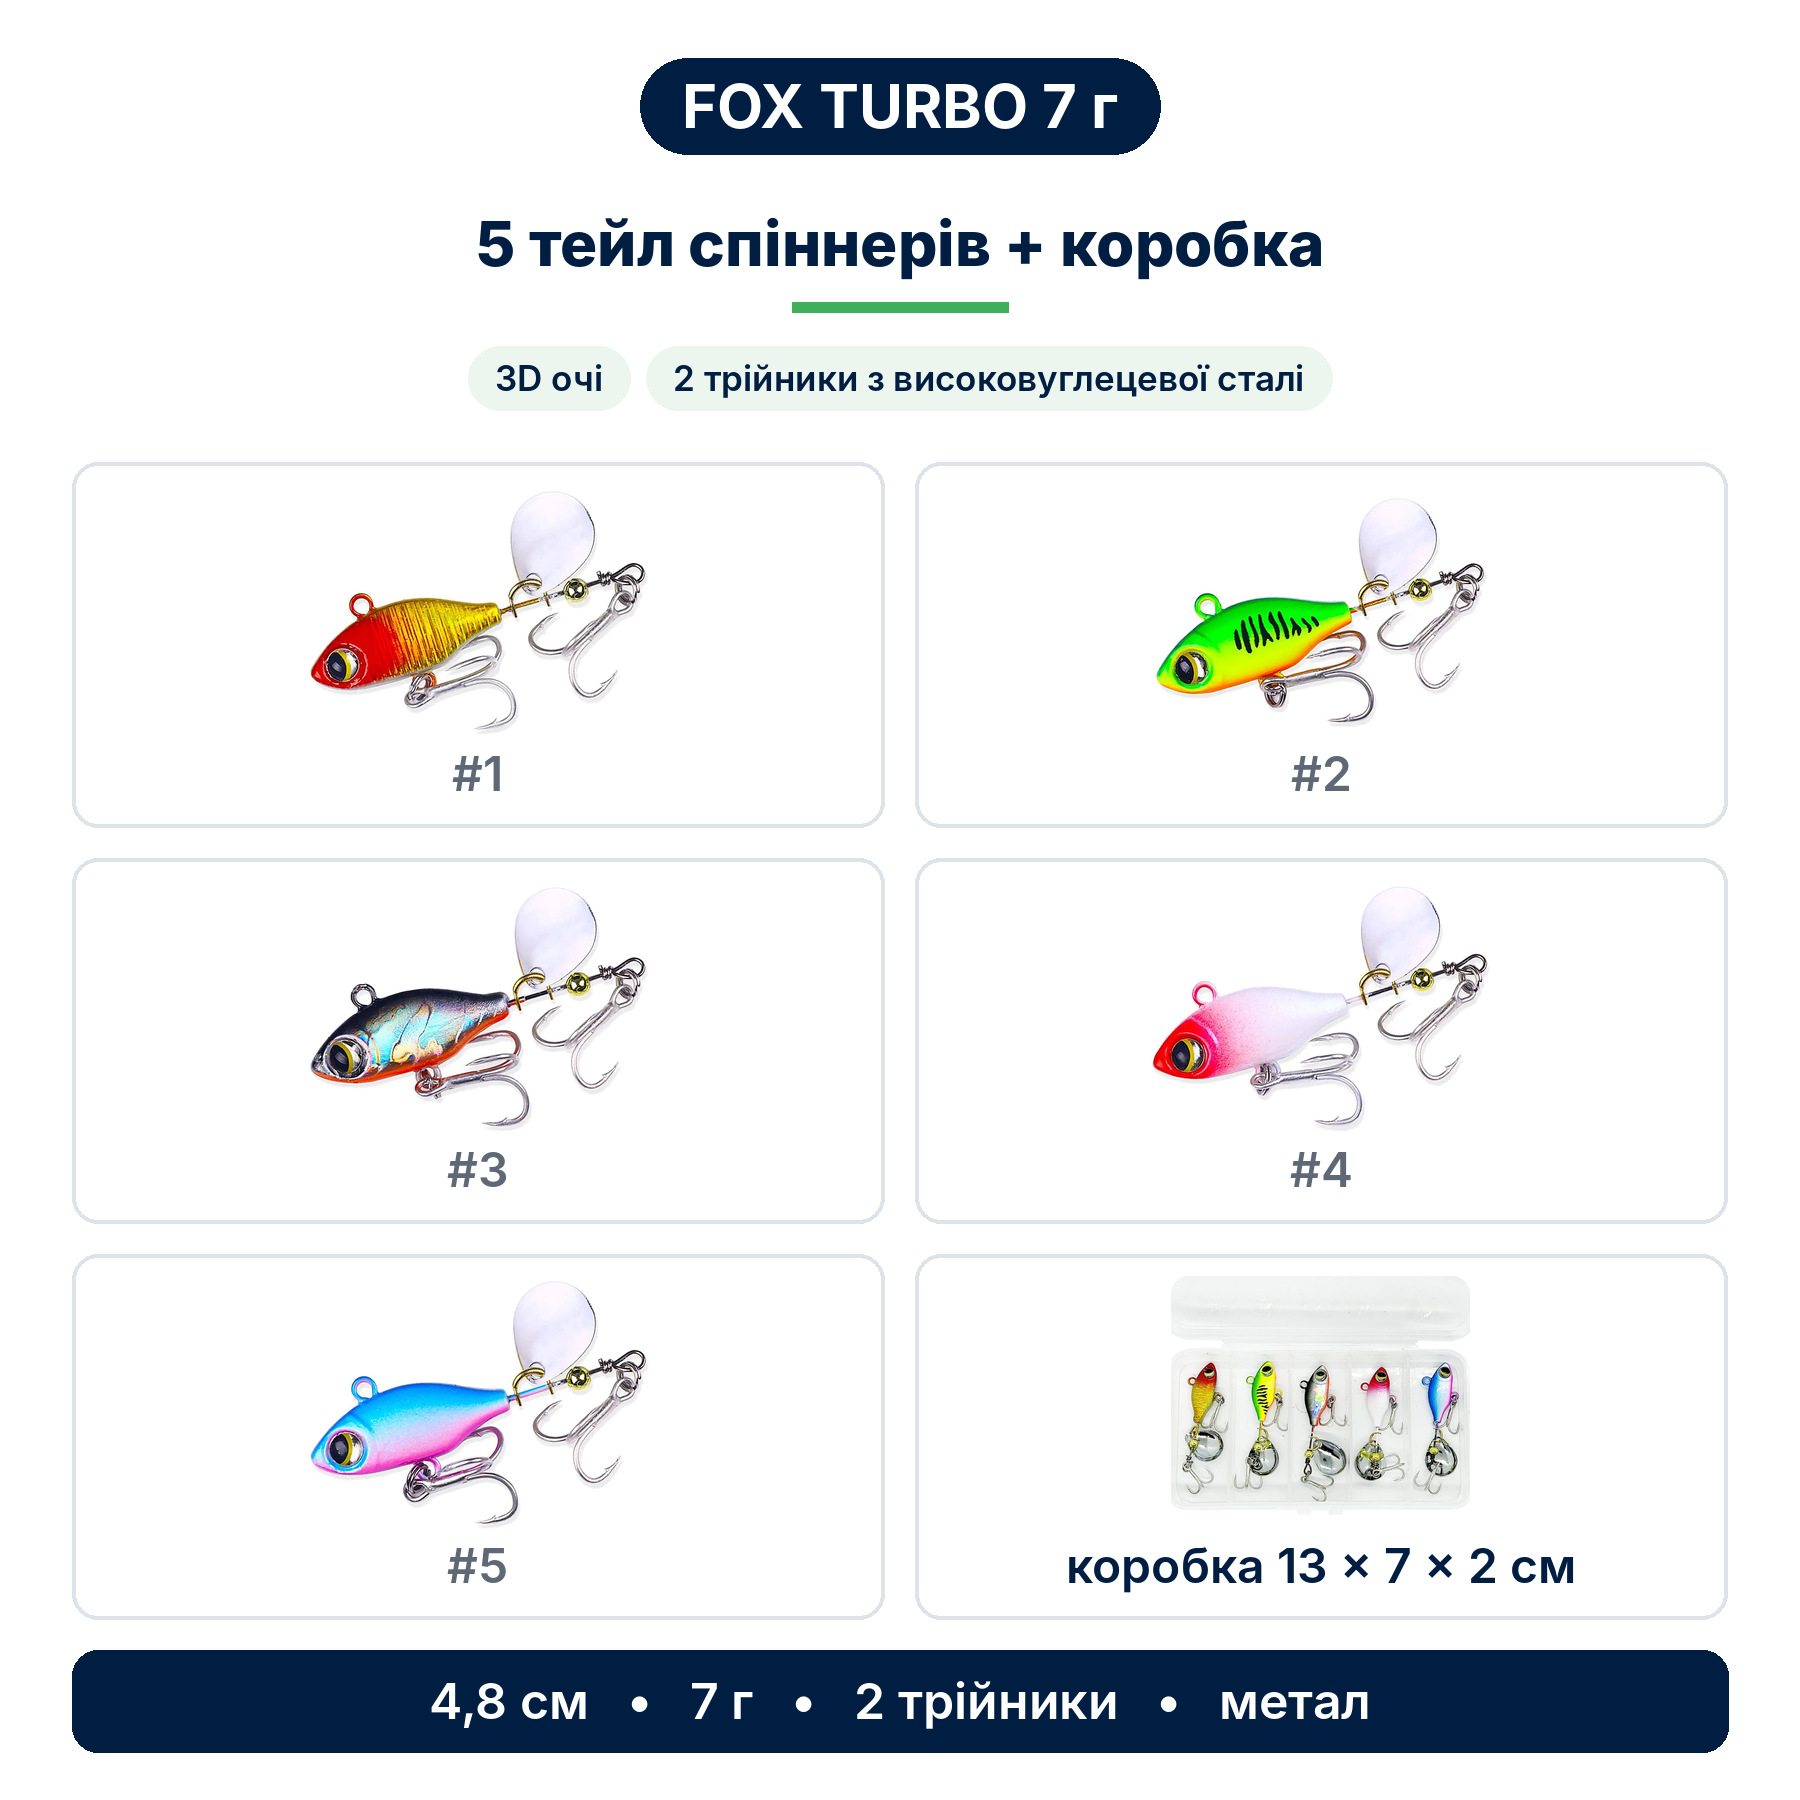 FOX TURBO 7 г
5 тейл спіннерів + коробка
3D очі
2 трійники з високовуглецевої сталі
#1
#2
#3
#4
#5
коробка 13 × 7 × 2 см
4,8 см • 7 г • 2 трійники • метал